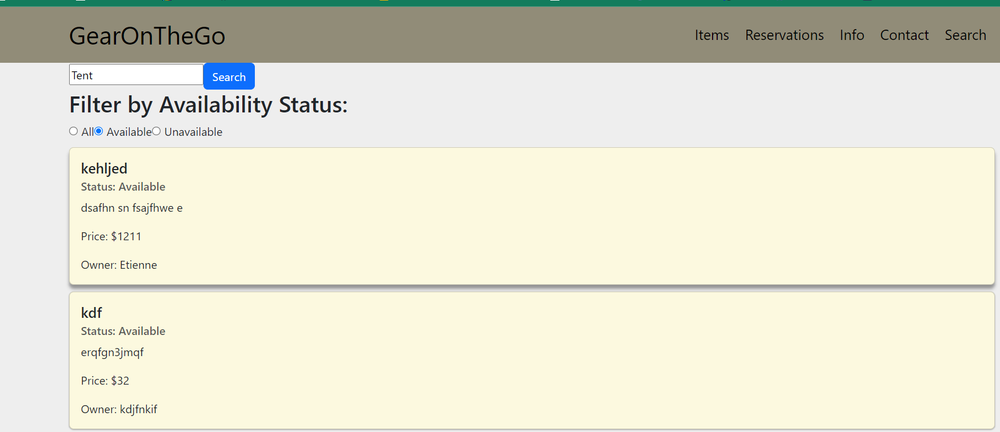 GearOnTheGo Items Reservations Info Contact Search
Tent Search
Filter by Availability Status:
All Available Unavailable
kehljed
Status: Available
dsafhn sn fsajfhwe e
Price: $1211
Owner: Etienne
kdf
Status: Available
erqfgn3jmqf
Price: $32
Owner: kdjfnkif